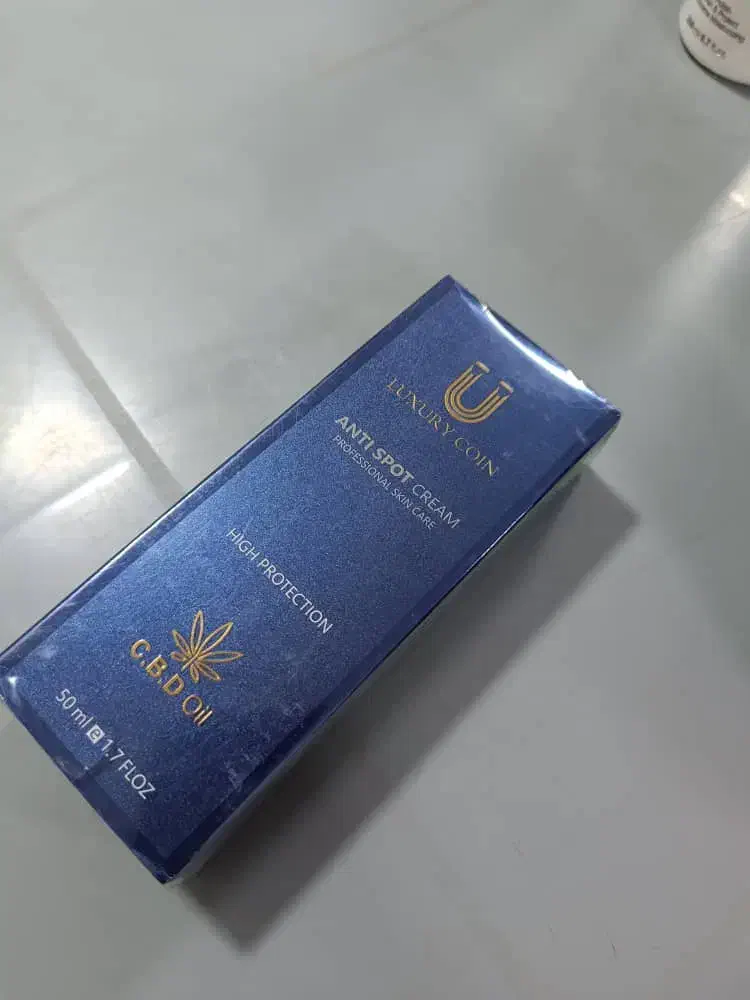 LUXURY COIN
ANTI SPOT CREAM
PROFESSIONAL SKIN CARE
HIGH PROTECTION
C.B.D Oil
50 ml e 1.7 FLOZ